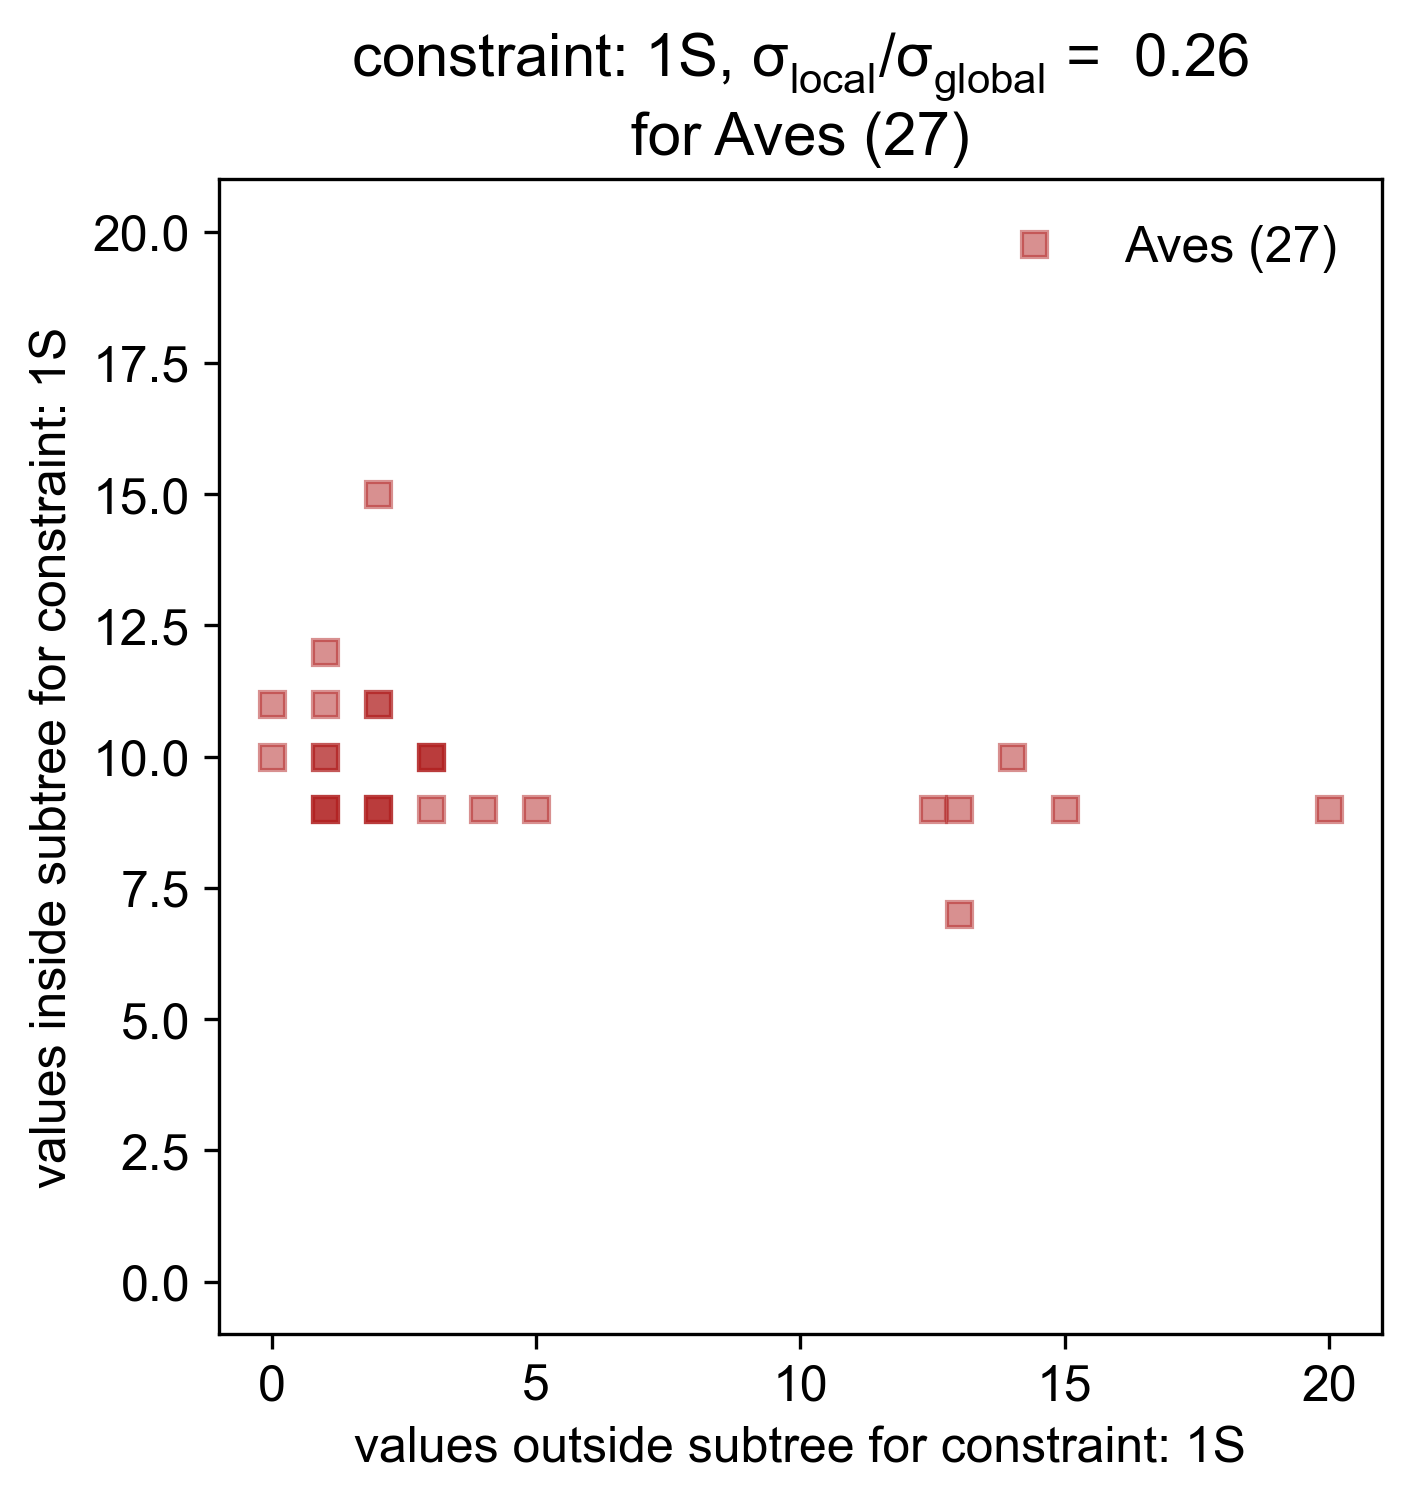 constraint: 1S, σlocal/σglobal = 0.26
for Aves (27)
Aves (27)
values inside subtree for constraint: 1S
20.0
17.5
15.0
12.5
10.0
7.5
5.0
2.5
0.0
0 5 10 15 20
values outside subtree for constraint: 1S